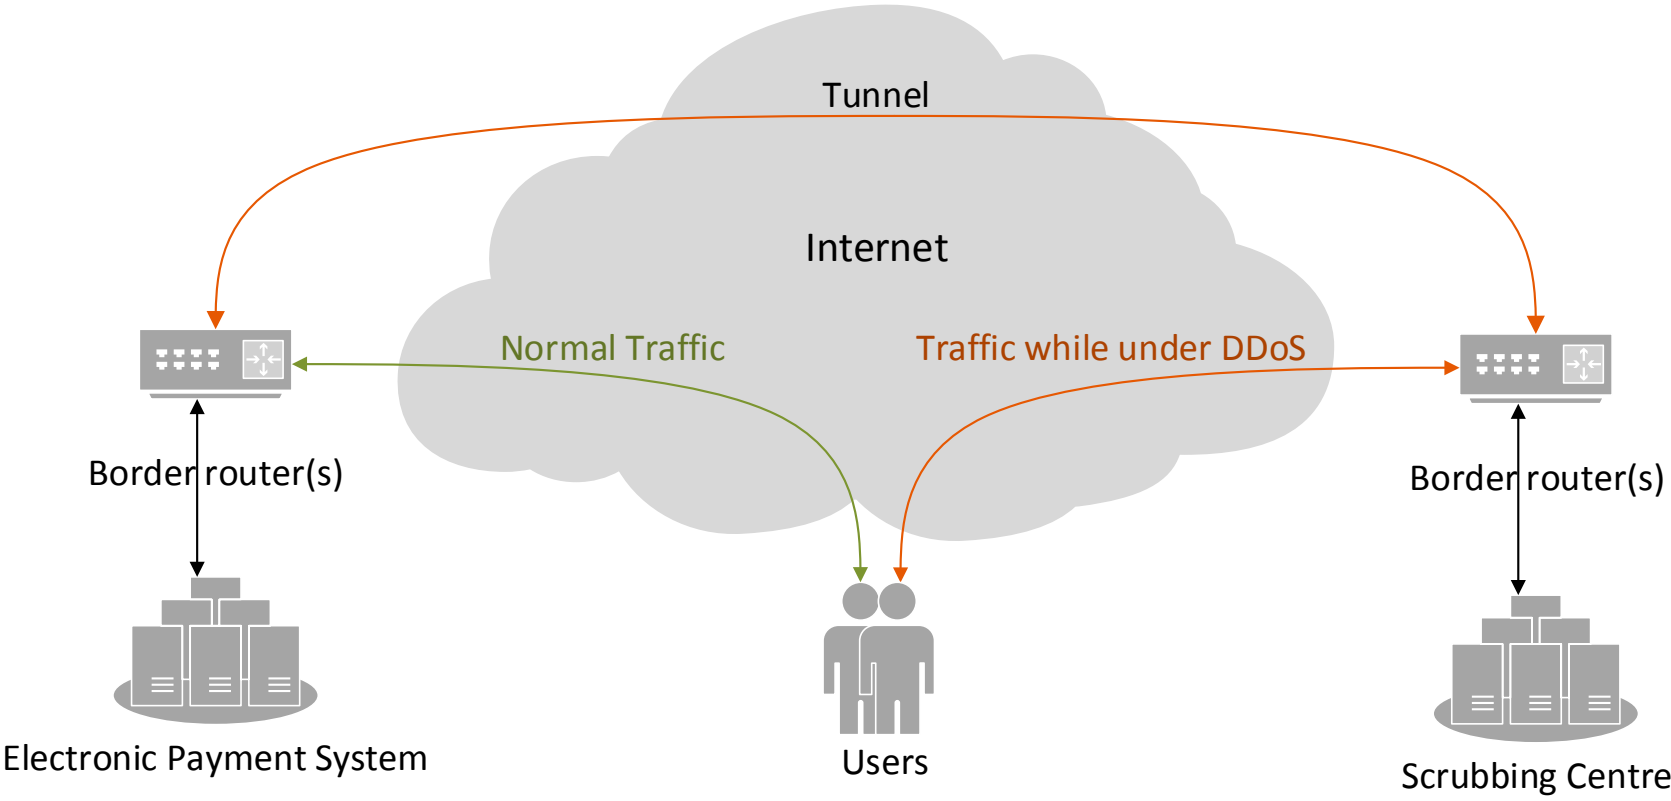 Tunnel
Internet
Normal Traffic
Traffic while under DDoS
Border router(s)
Border router(s)
Electronic Payment System
Users
Scrubbing Centre